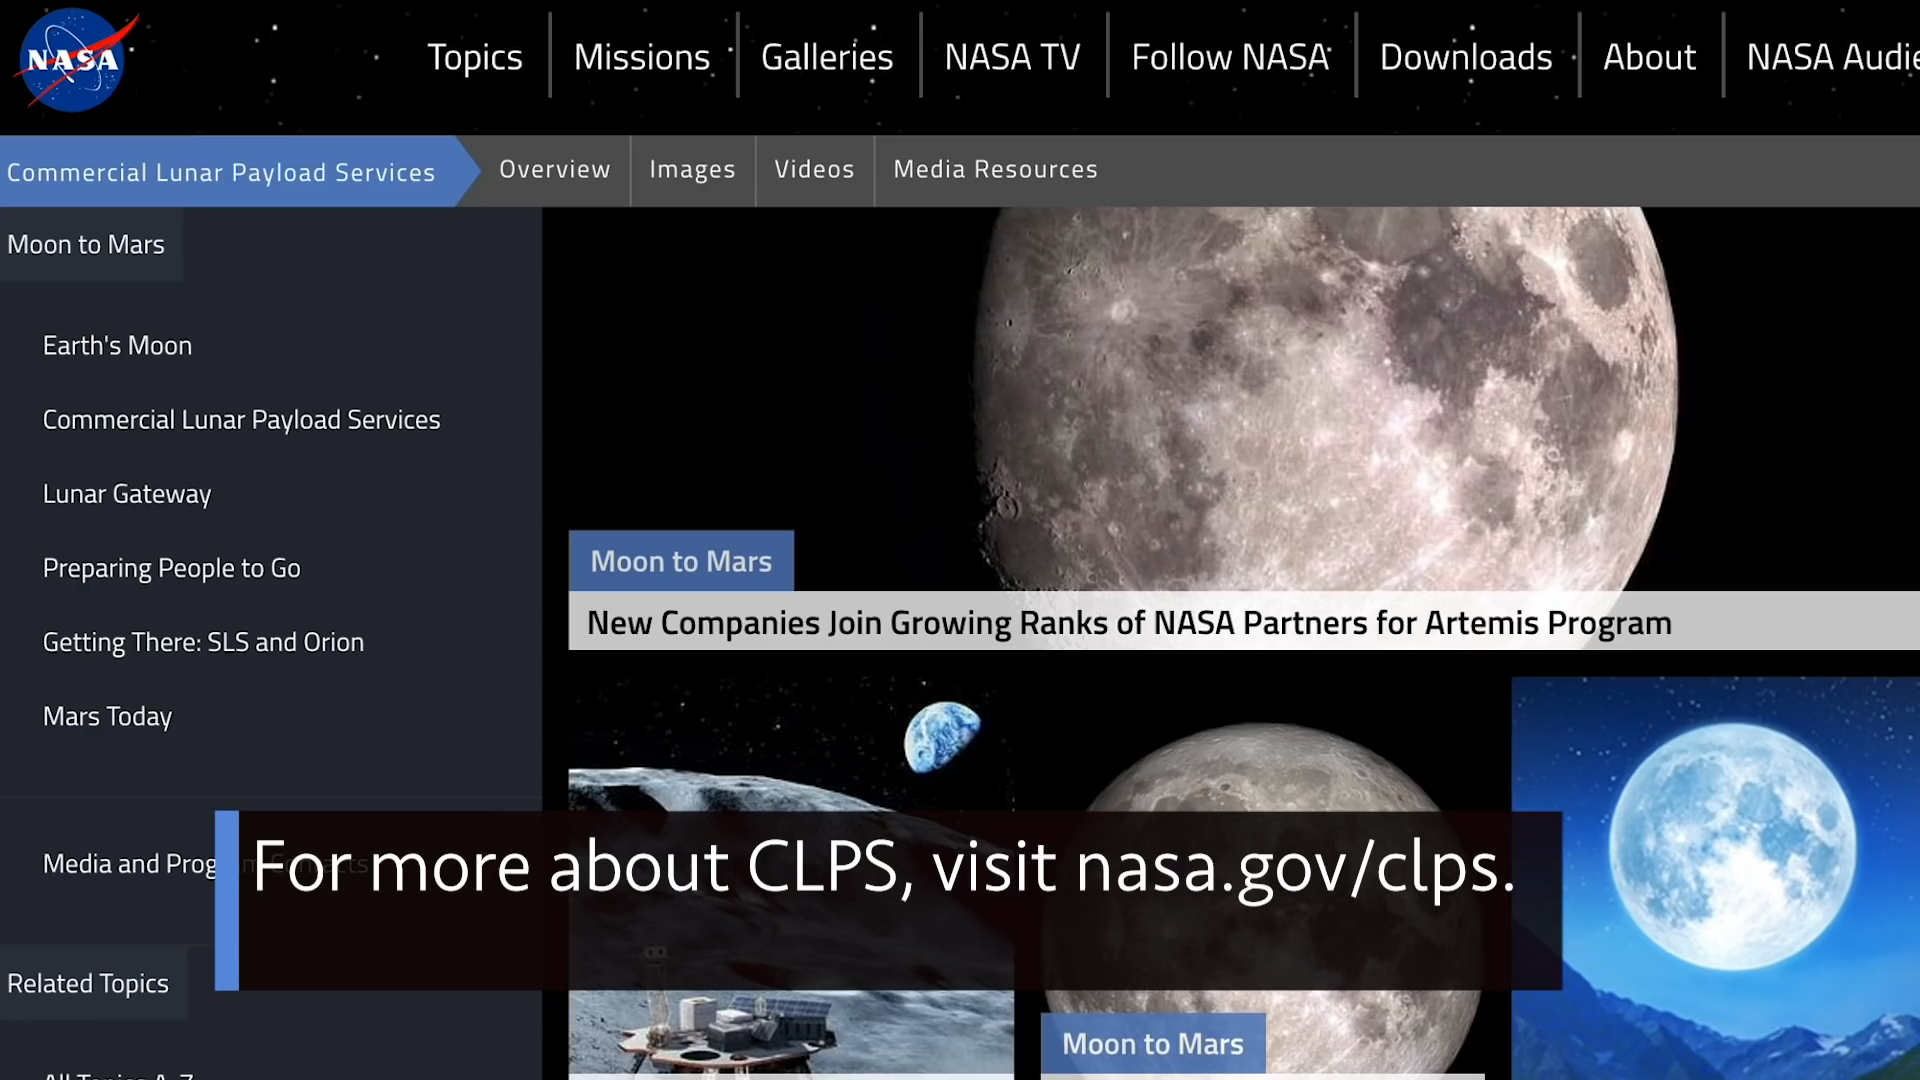 NASA
Topics
Missions
Galleries
NASA TV
Follow NASA
Downloads
About
NASA
Commercial Lunar Payload Services
Overview
Images
Videos
Media Resources
Moon to Mars
Earth's Moon
Commercial Lunar Payload Services
Lunar Gateway
Preparing People to Go
Getting There: SLS and Orion
Mars Today
Moon to Mars
New Companies Join Growing Ranks of NASA Partners for Artemis Program
Media and
For more about CLPS, visit nasa.gov/clps.
Related Topics
Moon to Mars